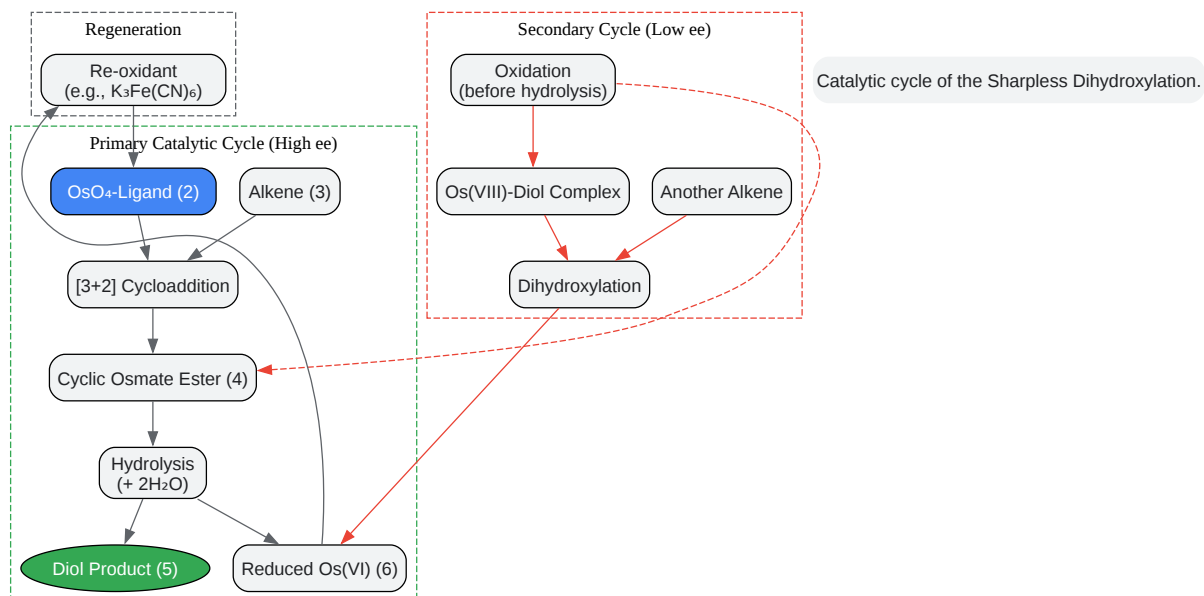 Regeneration
Re-oxidant
(e.g., K₃Fe(CN)₆)
Primary Catalytic Cycle (High ee)
OsO₄-Ligand (2)
Alkene (3)
[3+2] Cycloaddition
Cyclic Osmate Ester (4)
Hydrolysis
(+ 2H₂O)
Diol Product (5)
Reduced Os(VI) (6)
Secondary Cycle (Low ee)
Oxidation
(before hydrolysis)
Os(VIII)-Diol Complex
Another Alkene
Dihydroxylation
Catalytic cycle of the Sharpless Dihydroxylation.